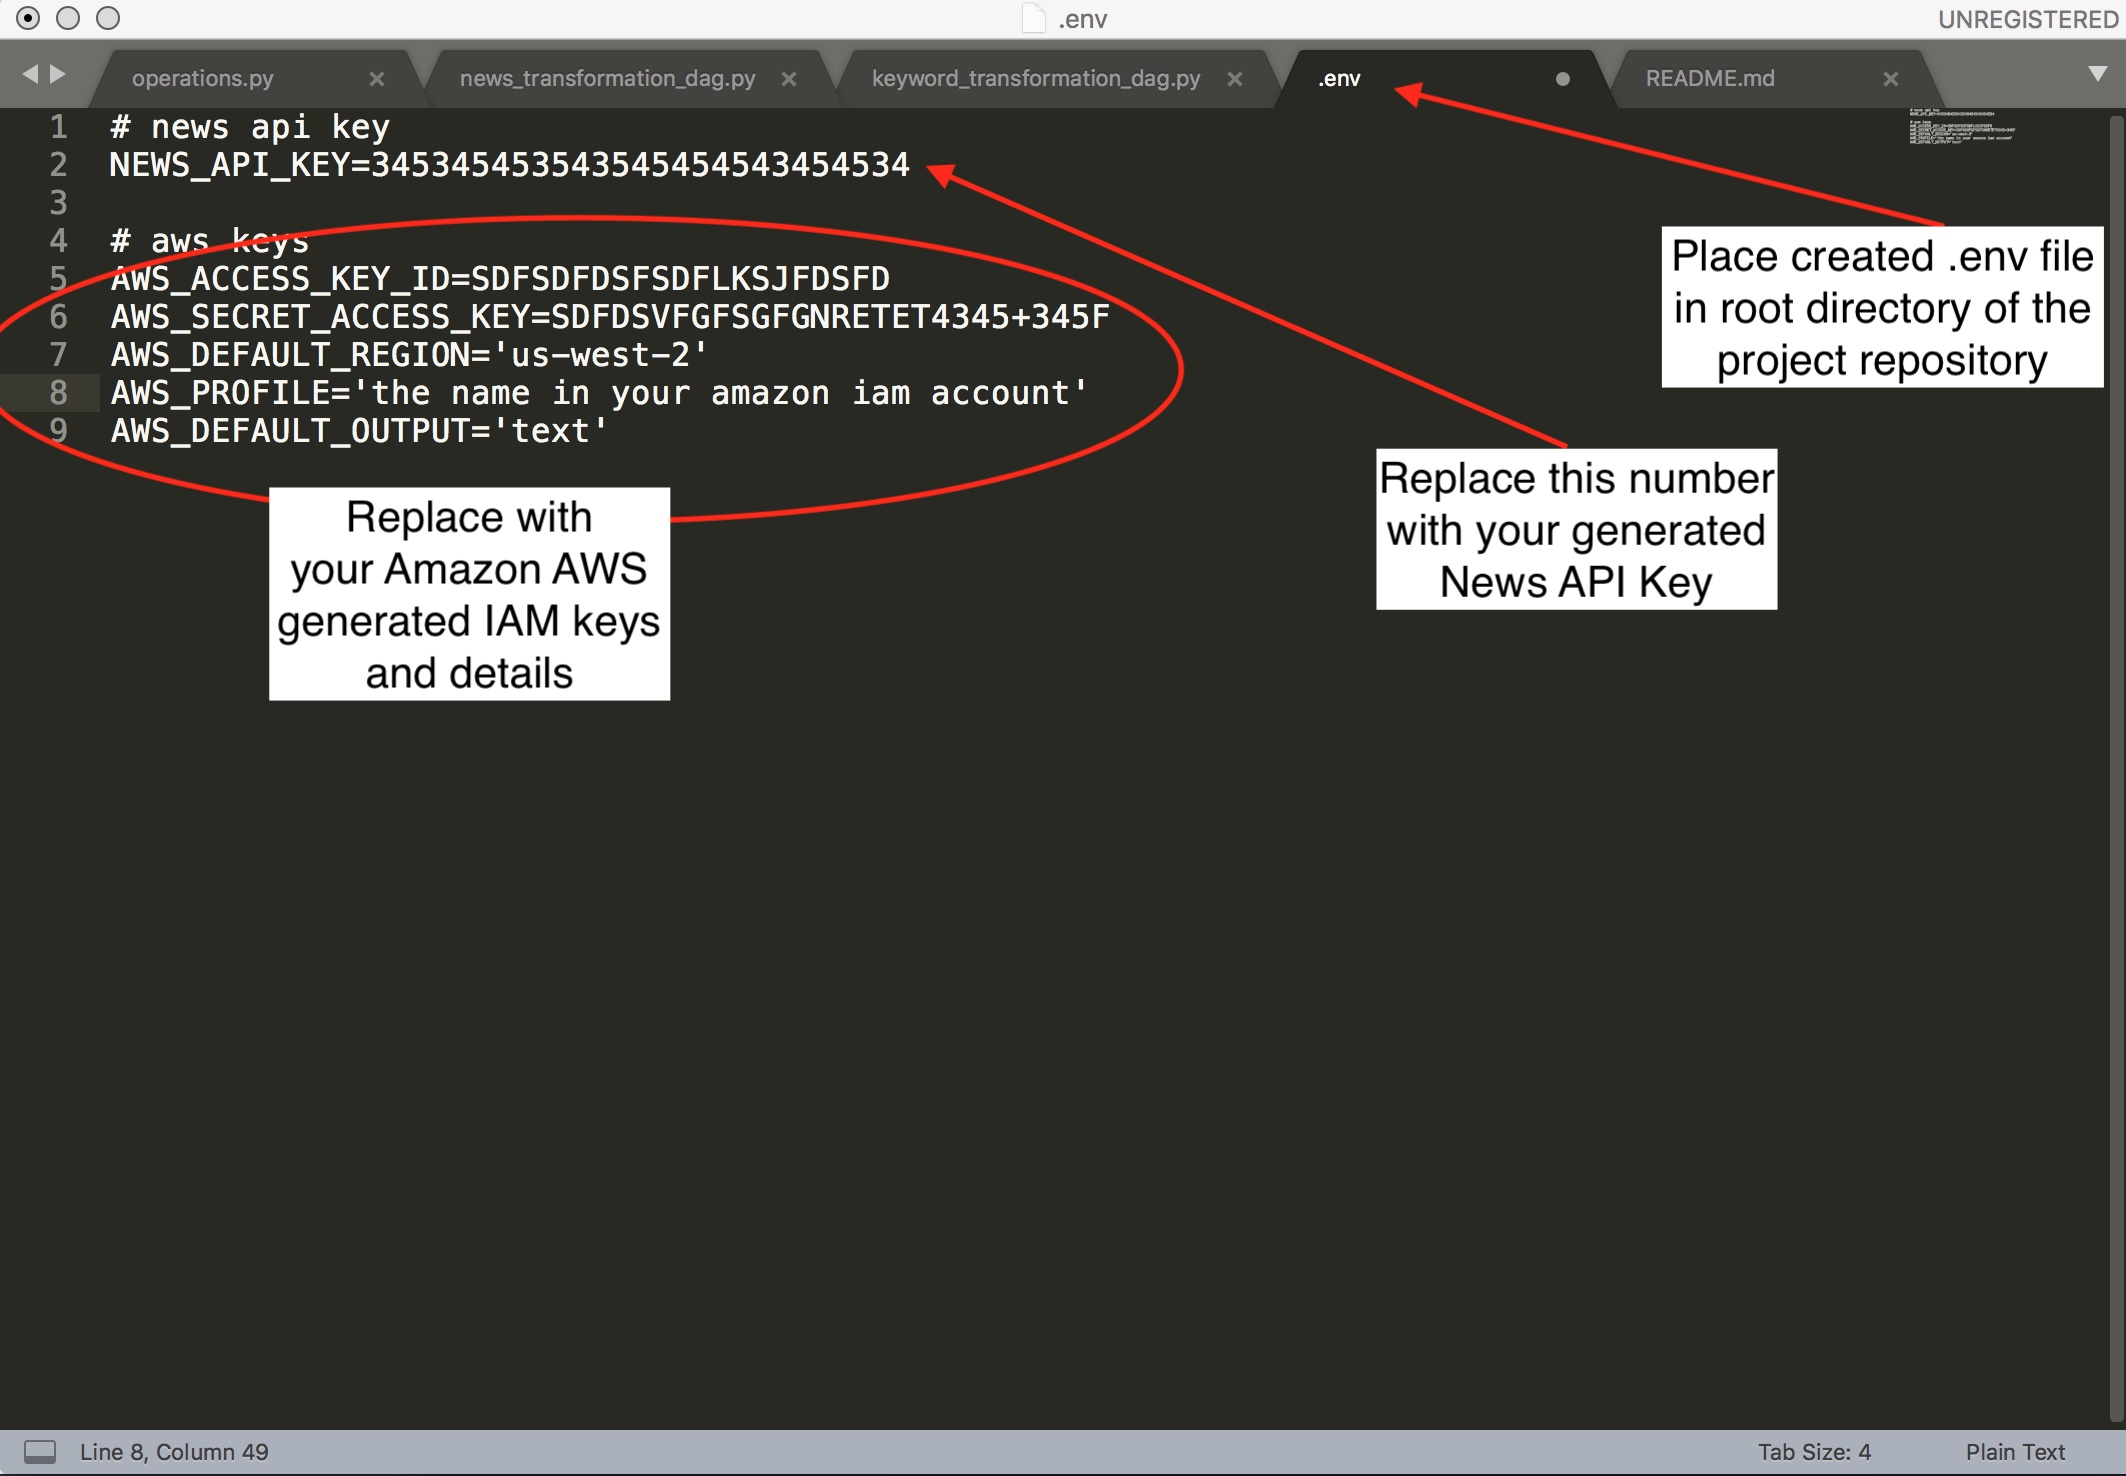 .env
UNREGISTERED
operations.py
news_transformation_dag.py
keyword_transformation_dag.py
.env
README.md
1 # news api key
2 NEWS_API_KEY=345345453543545454543454534
3
4 # aws keys
5 AWS_ACCESS_KEY_ID=SDFSDFDSFSDFLKSJFDSFD
6 AWS_SECRET_ACCESS_KEY=SDFDSVFGFSGFGNRETET4345+345F
7 AWS_DEFAULT_REGION='us-west-2'
8 AWS_PROFILE='the name in your amazon iam account'
9 AWS_DEFAULT_OUTPUT='text'
Place created .env file
in root directory of the
project repository
Replace this number
with your generated
News API Key
Replace with
your Amazon AWS
generated IAM keys
and details
Line 8, Column 49
Tab Size: 4
Plain Text